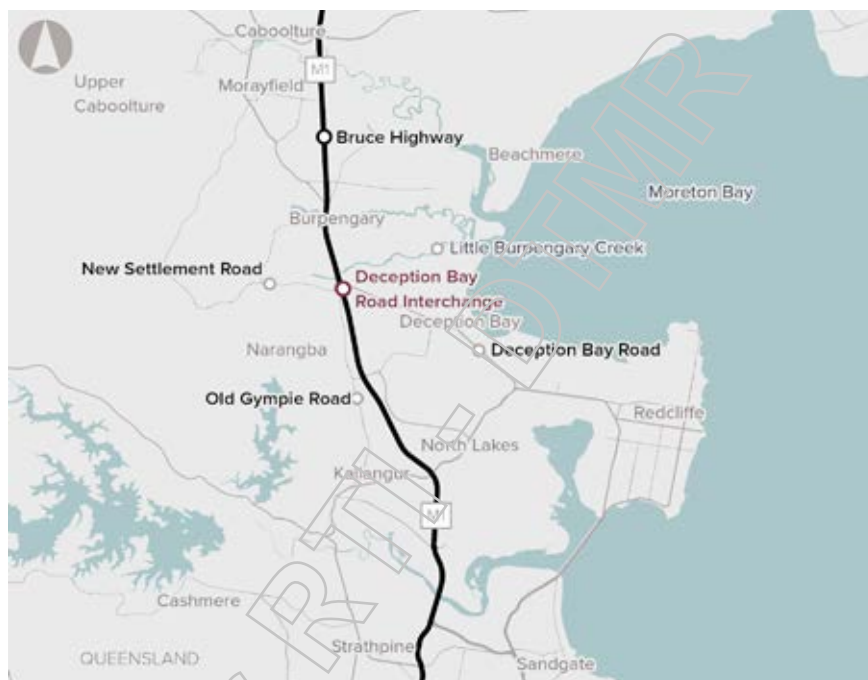 Caboolture
M1
Upper
Caboolture
Morayfield
Bruce Highway
Beachmere
Moreton Bay
Burpengary
Little Burpengary Creek
New Settlement Road
Deception Bay
Road Interchange
Deception Bay
Narangba
Deception Bay Road
Old Gympie Road
Redcliffe
North Lakes
Kallangur
M1
Cashmere
Strathpine
QUEENSLAND
Sandgate
RTI - DTMR